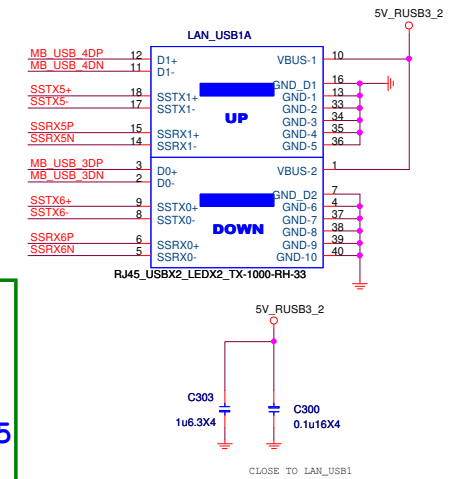 5V_RUSB3_2
LAN_USB1A
MB_USB_4DP 12 D1+ VBUS-1 10
MB_USB_4DN 11 D1-
GND_D1 16
SSTX5+ 18 SSTX1+ GND-1 13
SSTX5- 17 SSTX1- GND-2 33
UP GND-3 34
SSRX5P 15 SSRX1+ GND-4 35
SSRX5N 14 SSRX1- GND-5 36
MB_USB_3DP 3 D0+ VBUS-2 1
MB_USB_3DN 2 D0-
GND_D2 7
SSTX6+ 9 SSTX0+ GND-6 4
SSTX6- 8 SSTX0- GND-7 37
DOWN GND-8 38
SSRX6P 6 SSRX0+ GND-9 39
SSRX6N 5 SSRX0- GND-10 40
RJ45_USBX2_LEDX2_TX-1000-RH-33
5V_RUSB3_2
C303 C300
1u6.3X4 0.1u16X4
5
CLOSE TO LAN_USB1